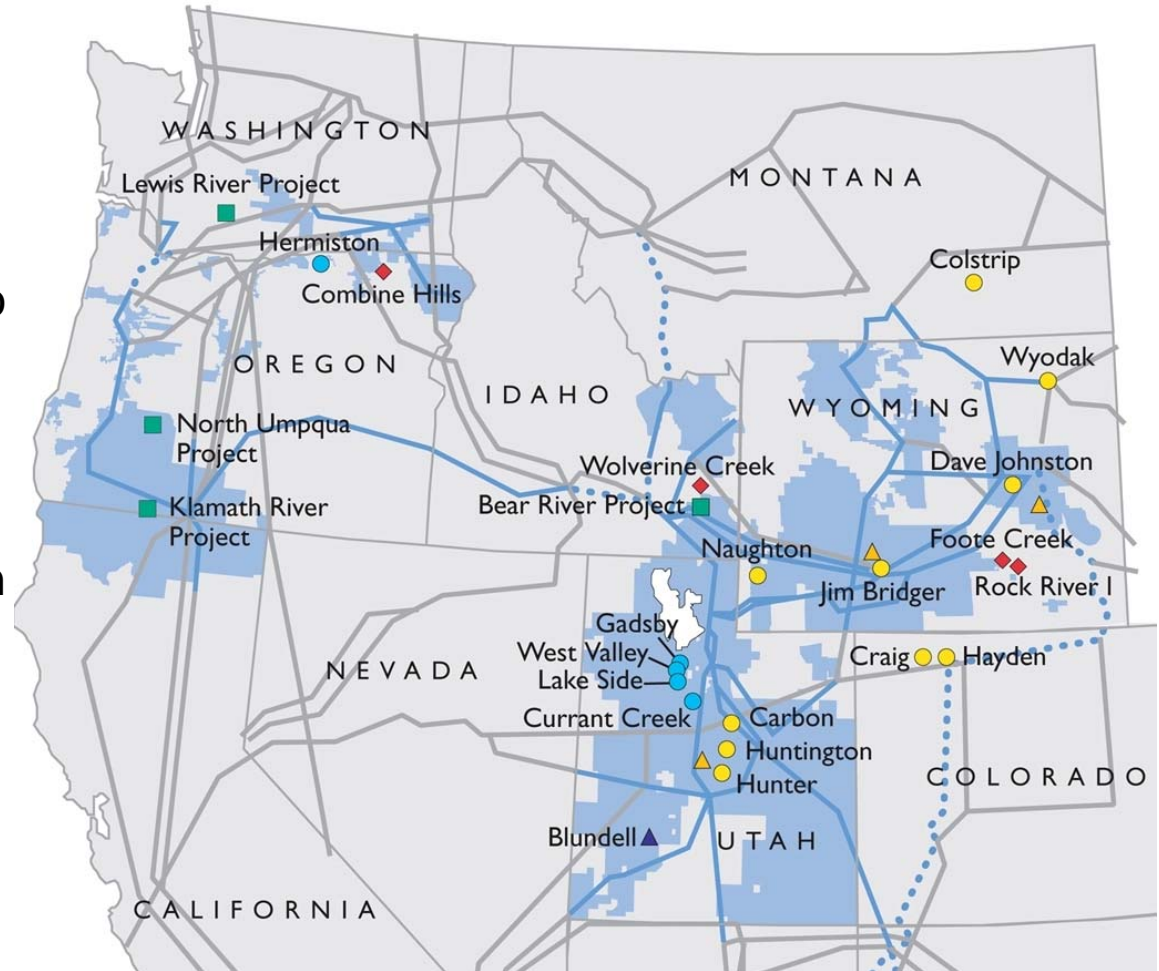 WASHINGTON
Lewis River Project
MONTANA
Hermiston
Colstrip
Combine Hills
OREGON
Wyodak
IDAHO
WYOMING
North Umpqua
Project
Wolverine Creek
Dave Johnston
Bear River Project
Klamath River
Project
Naughton
Foote Creek
Jim Bridger
Rock River I
Gadsby
West Valley
Lake Side
Craig
Hayden
NEVADA
Currant Creek
Carbon
Huntington
Hunter
COLORADO
Blundell
UTAH
CALIFORNIA